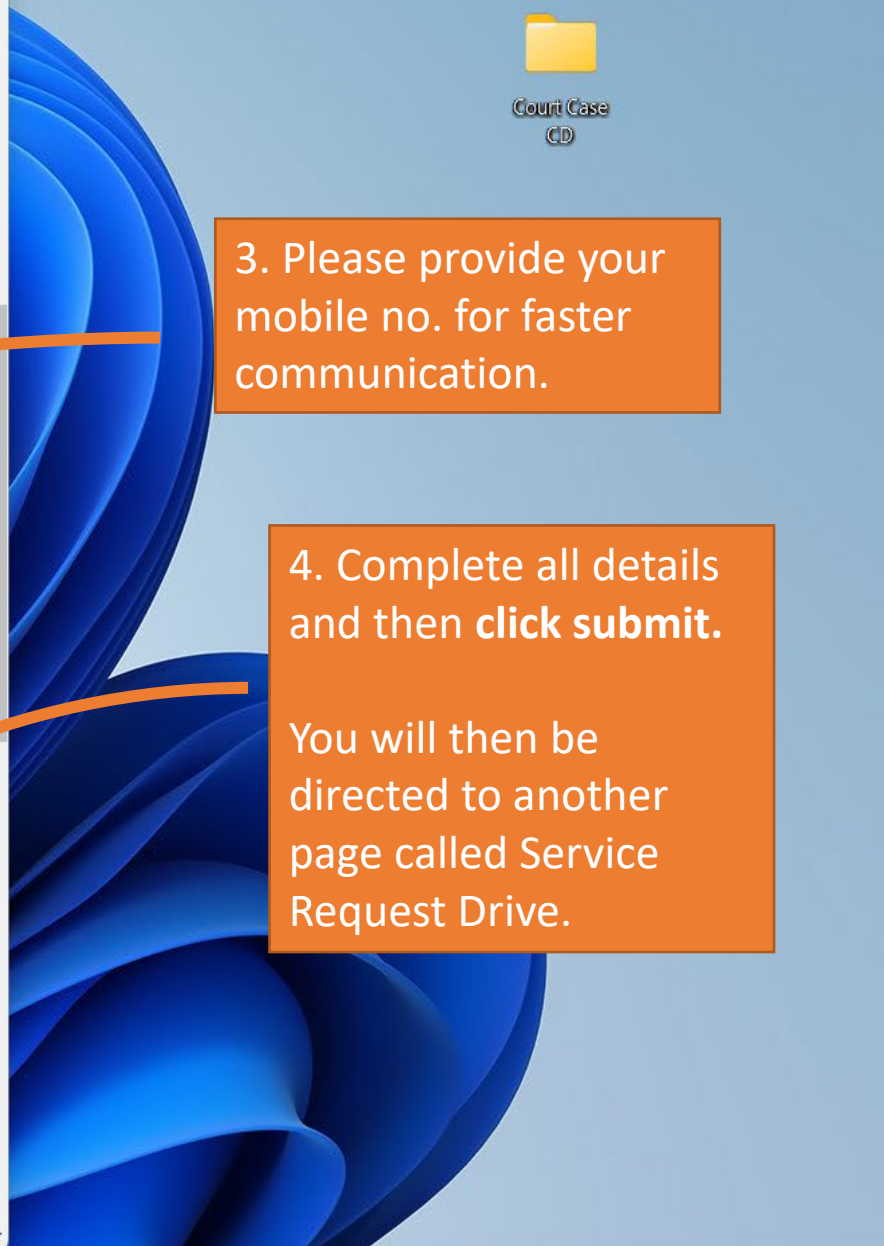 Court Case
CD
3. Please provide your
mobile no. for faster
communication.
4. Complete all details
and then click submit.
You will then be
directed to another
page called Service
Request Drive.